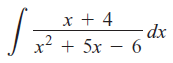 ∫ (x + 4)/(x² + 5x − 6) dx